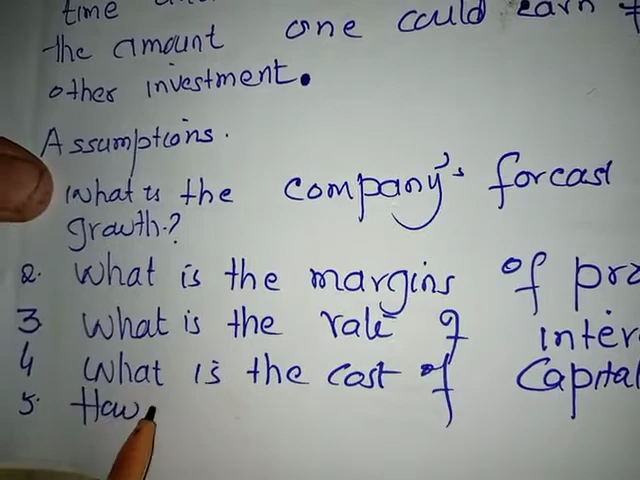 time
the amount one could earn
other investment.
Assumptions.
What is the company's forcast
growth.?
2. What is the margins of
3 What is the rate of
4 What is the cost of Capital
5. How